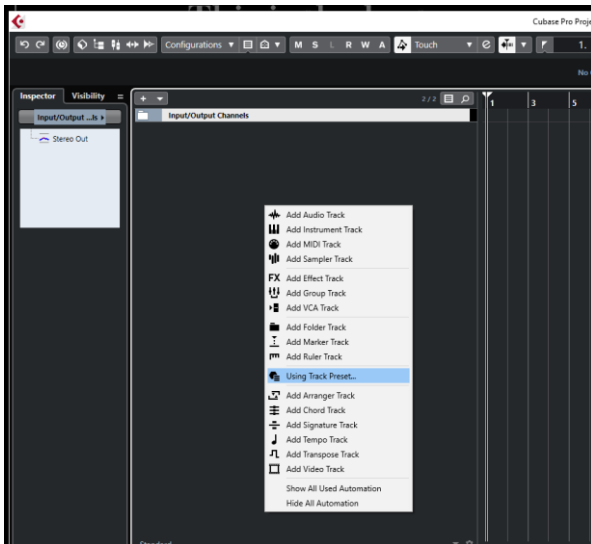 Cubase Pro Proje
Configurations M S L R W A Touch 1.
No
Inspector Visibility
2/2
1 3 5
Input/Output ...ls
Input/Output Channels
Stereo Out
Add Audio Track
Add Instrument Track
Add MIDI Track
Add Sampler Track
FX Add Effect Track
Add Group Track
Add VCA Track
Add Folder Track
Add Marker Track
Add Ruler Track
Using Track Preset...
Add Arranger Track
Add Chord Track
Add Signature Track
Add Tempo Track
Add Transpose Track
Add Video Track
Show All Used Automation
Hide All Automation
Standard